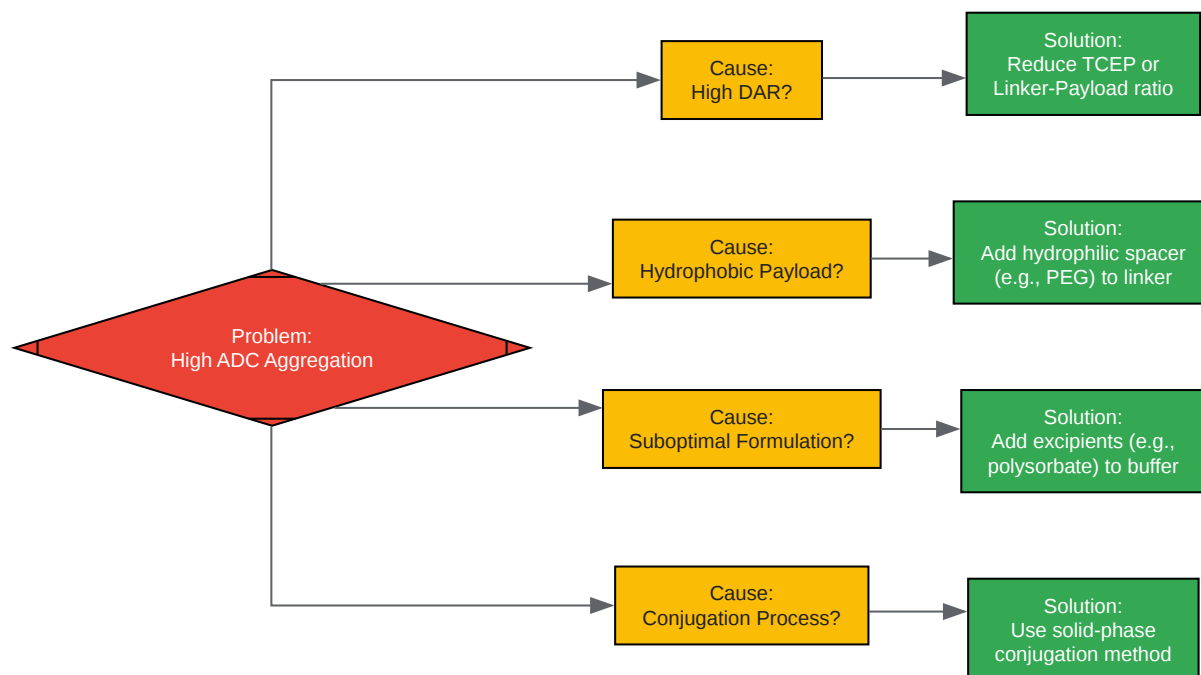 Problem:
High ADC Aggregation
Cause:
High DAR?
Solution:
Reduce TCEP or
Linker-Payload ratio
Cause:
Hydrophobic Payload?
Solution:
Add hydrophilic spacer
(e.g., PEG) to linker
Cause:
Suboptimal Formulation?
Solution:
Add excipients (e.g.,
polysorbate) to buffer
Cause:
Conjugation Process?
Solution:
Use solid-phase
conjugation method